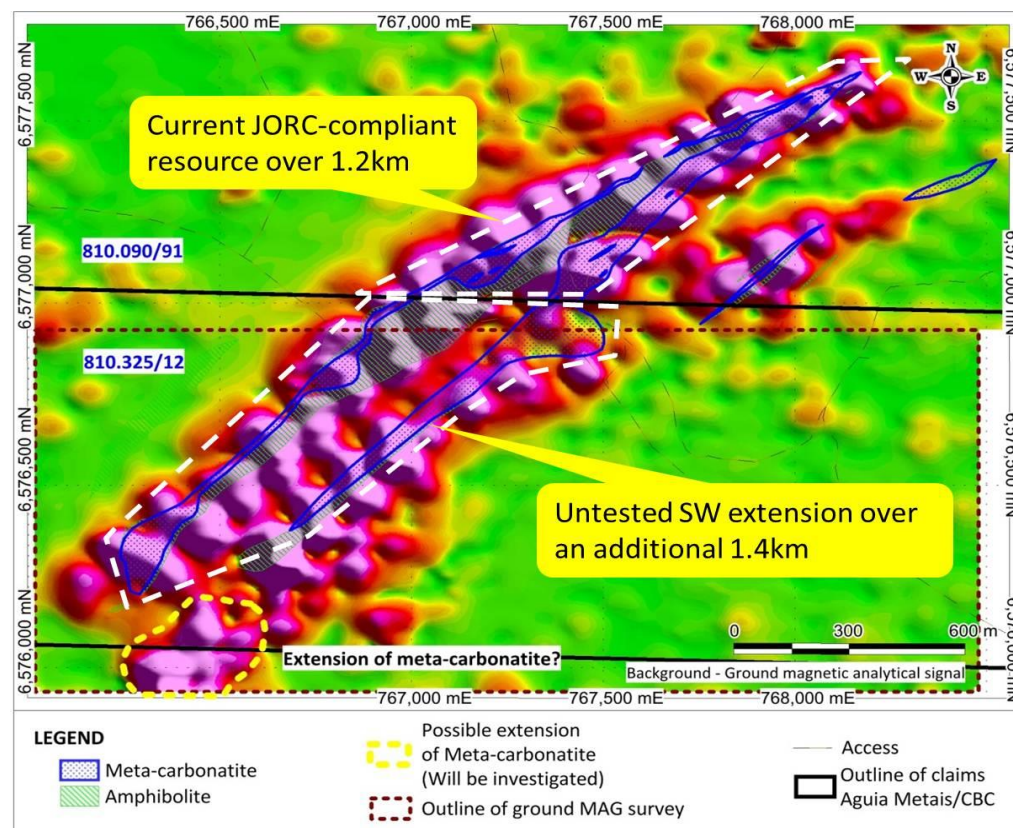 766,500 mE
767,000 mE
767,500 mE
768,000 mE
6,577,500 mN
N
W
E
S
Current JORC-compliant
resource over 1.2km
810.090/91
6,577,000 mN
810.325/12
6,576,500 mN
Untested SW extension over
an additional 1.4km
6,576,000 mN
0
300
600 m
Extension of meta-carbonatite?
Background - Ground magnetic analytical signal
767,000 mE
767,500 mE
768,000 mE
LEGEND
Meta-carbonatite
Amphibolite
Possible extension
of Meta-carbonatite
(Will be investigated)
Outline of ground MAG survey
Access
Outline of claims
Aguia Metais/CBC